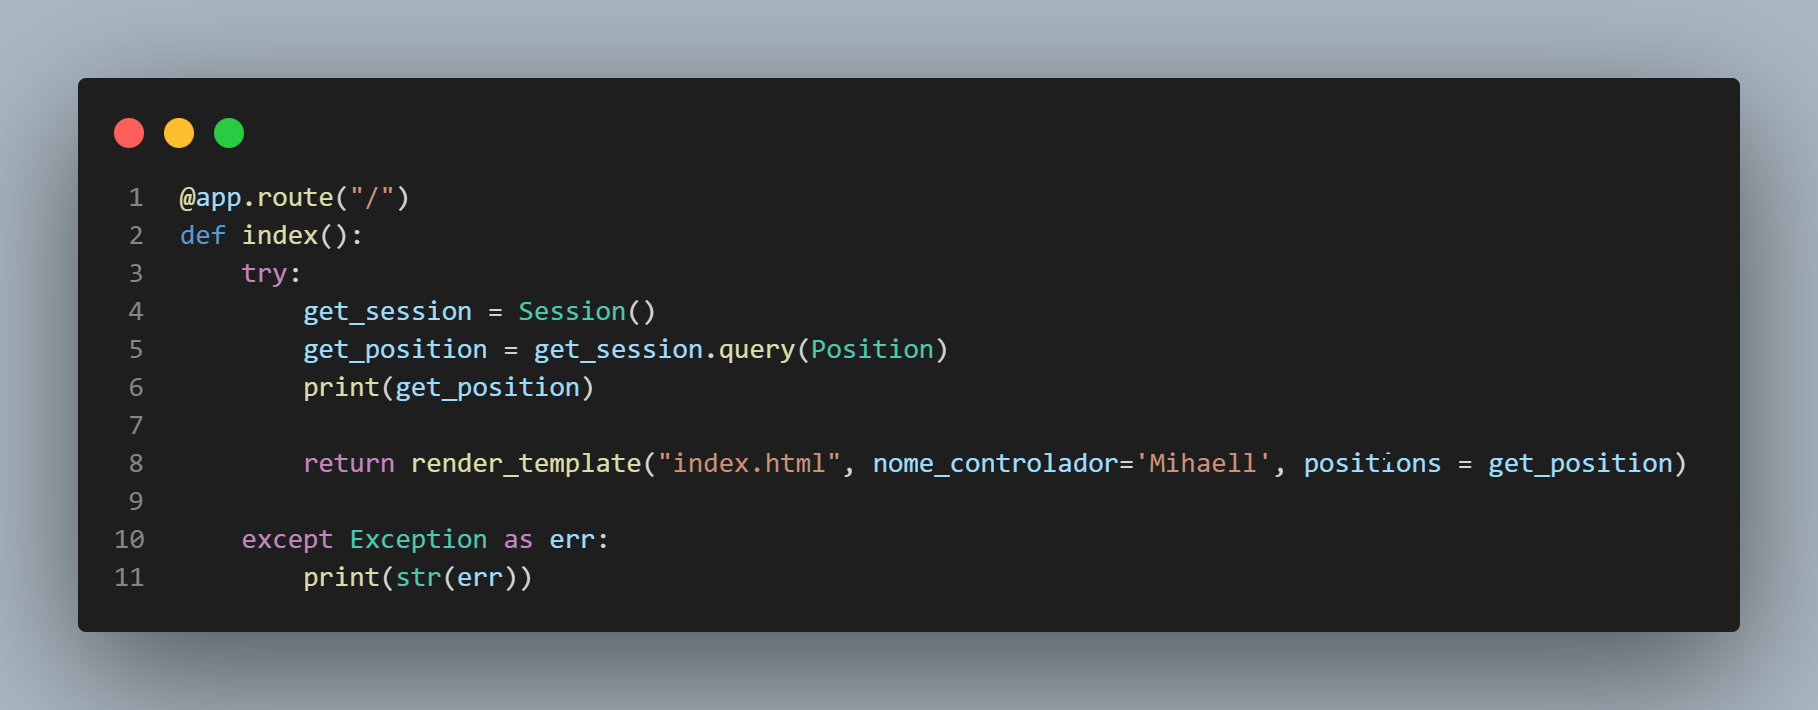 1 @app.route("/")
2 def index():
3     try:
4         get_session = Session()
5         get_position = get_session.query(Position)
6         print(get_position)
7
8         return render_template("index.html", nome_controlador='Mihaell', positions = get_position)
9
10     except Exception as err:
11         print(str(err))